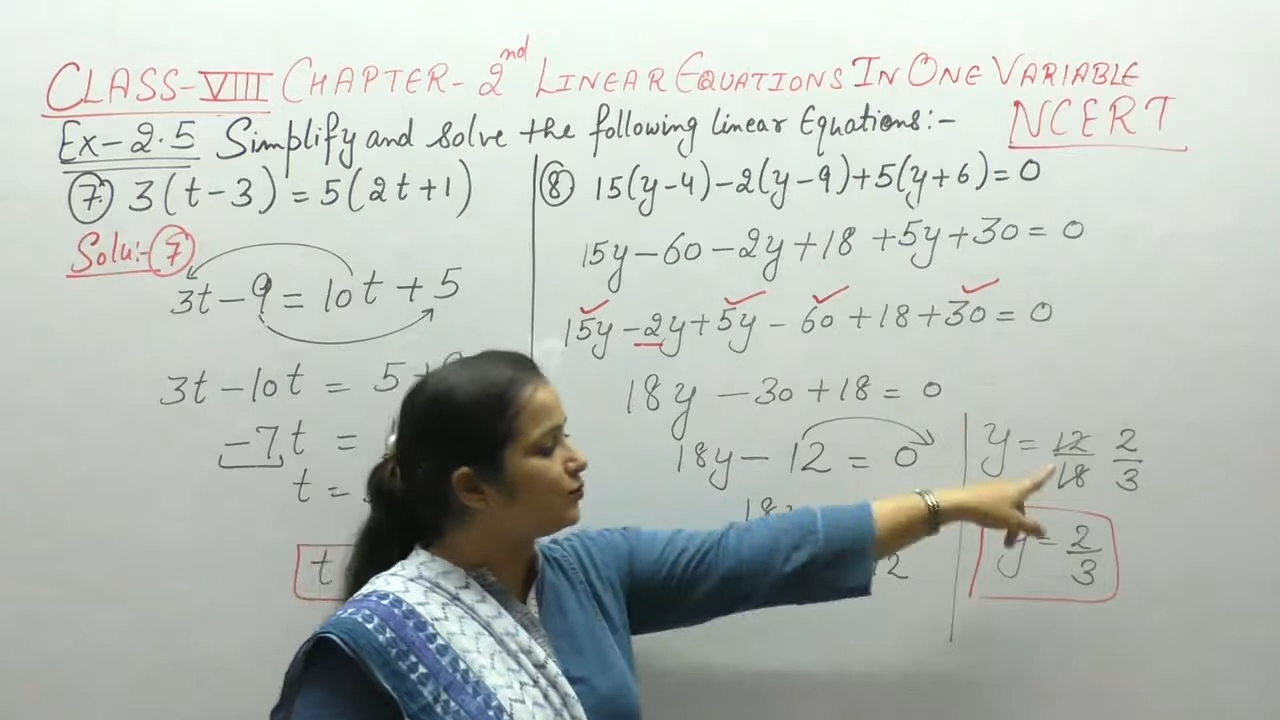 CLASS-VIII CHAPTER-2nd LINEAR EQUATIONS IN ONE VARIABLE
NCERT
Ex-2.5 Simplify and solve the following linear Equations:-
⑦ 3(t-3)=5(2t+1)
Solu:-⑦
3t-9=10t+5
3t-10t = 5+
-7t =
t =
t
⑧ 15(y-4)-2(y-9)+5(y+6)=0
15y-60-2y+18+5y+30=0
15y-2y+5y-60+18+30=0
18y-30+18=0
18y-12=0
18
12
y=12/18 2/3
y=2/3